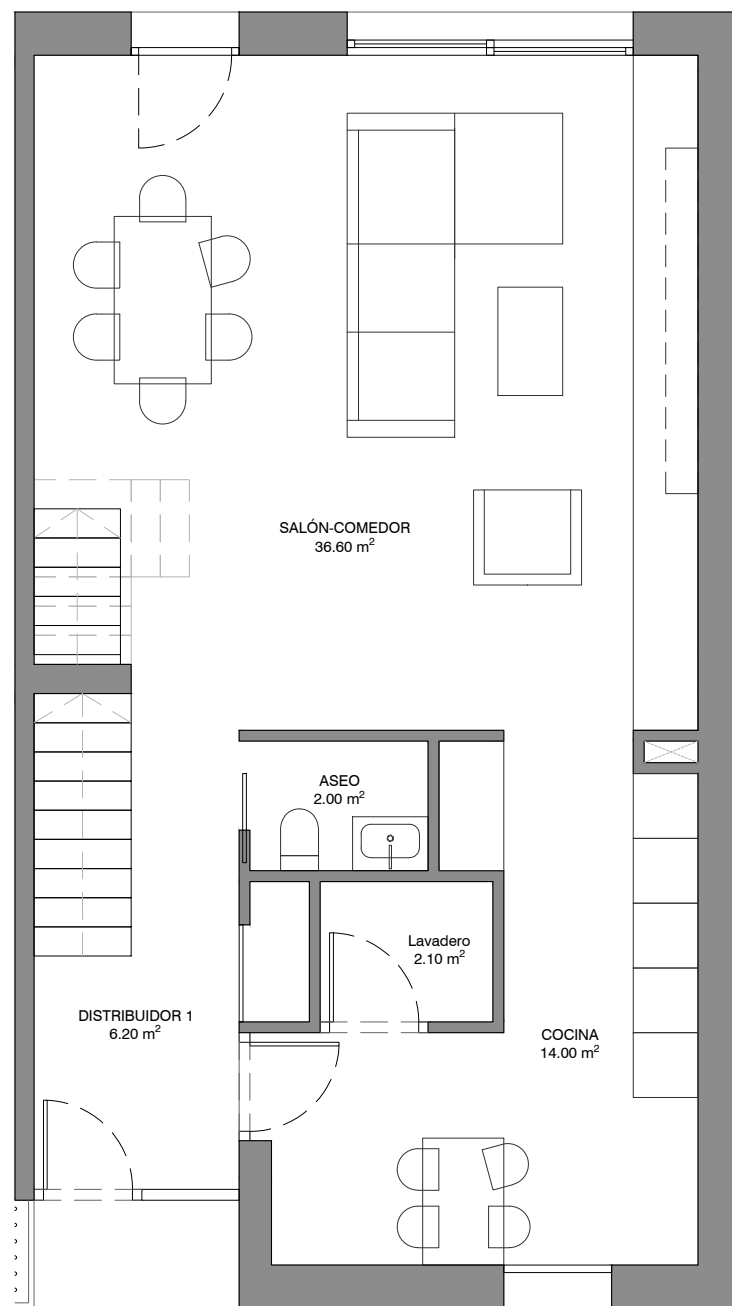 SALÓN-COMEDOR
36.60 m²
ASEO
2.00 m²
Lavadero
2.10 m²
DISTRIBUIDOR 1
6.20 m²
COCINA
14.00 m²